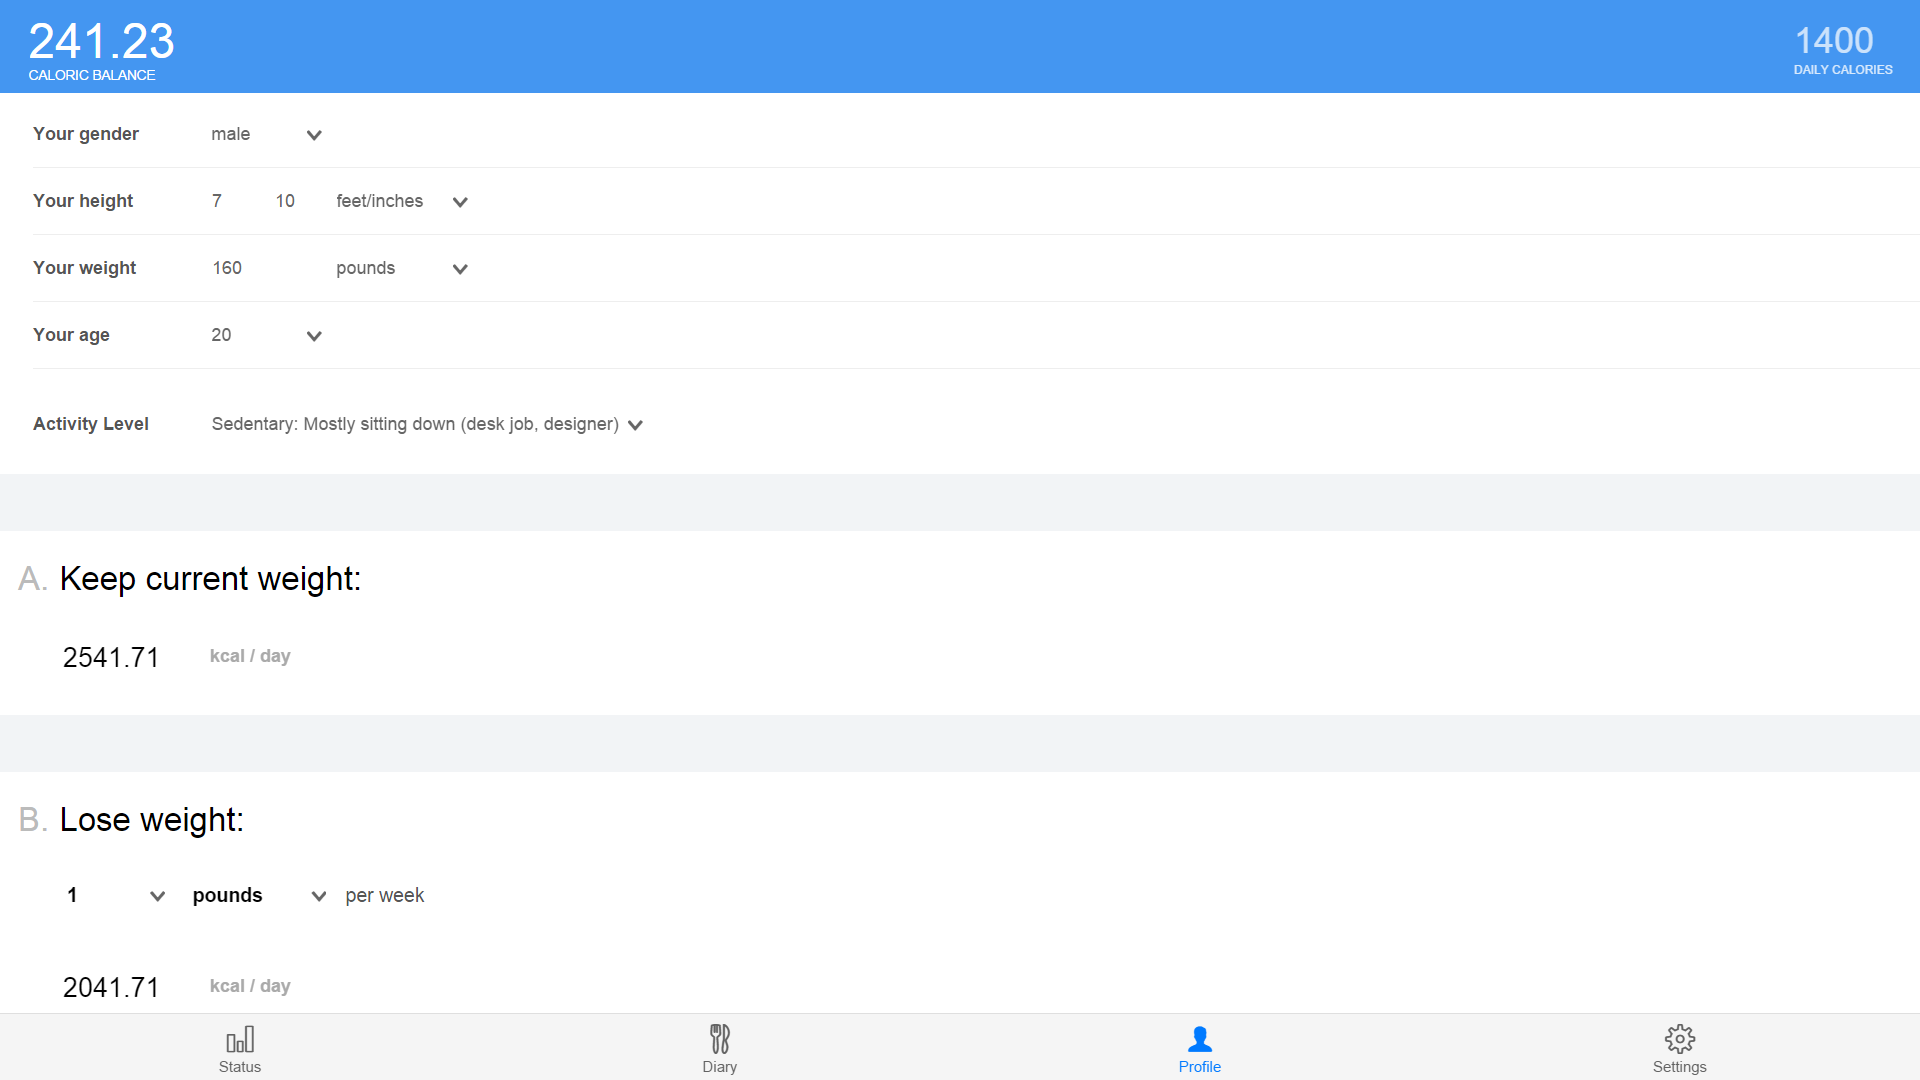 241.23
CALORIC BALANCE
1400
DAILY CALORIES
Your gender male
Your height 7 10 feet/inches
Your weight 160 pounds
Your age 20
Activity Level Sedentary: Mostly sitting down (desk job, designer)
A. Keep current weight:
2541.71 kcal / day
B. Lose weight:
1 pounds per week
2041.71 kcal / day
Status Diary Profile Settings